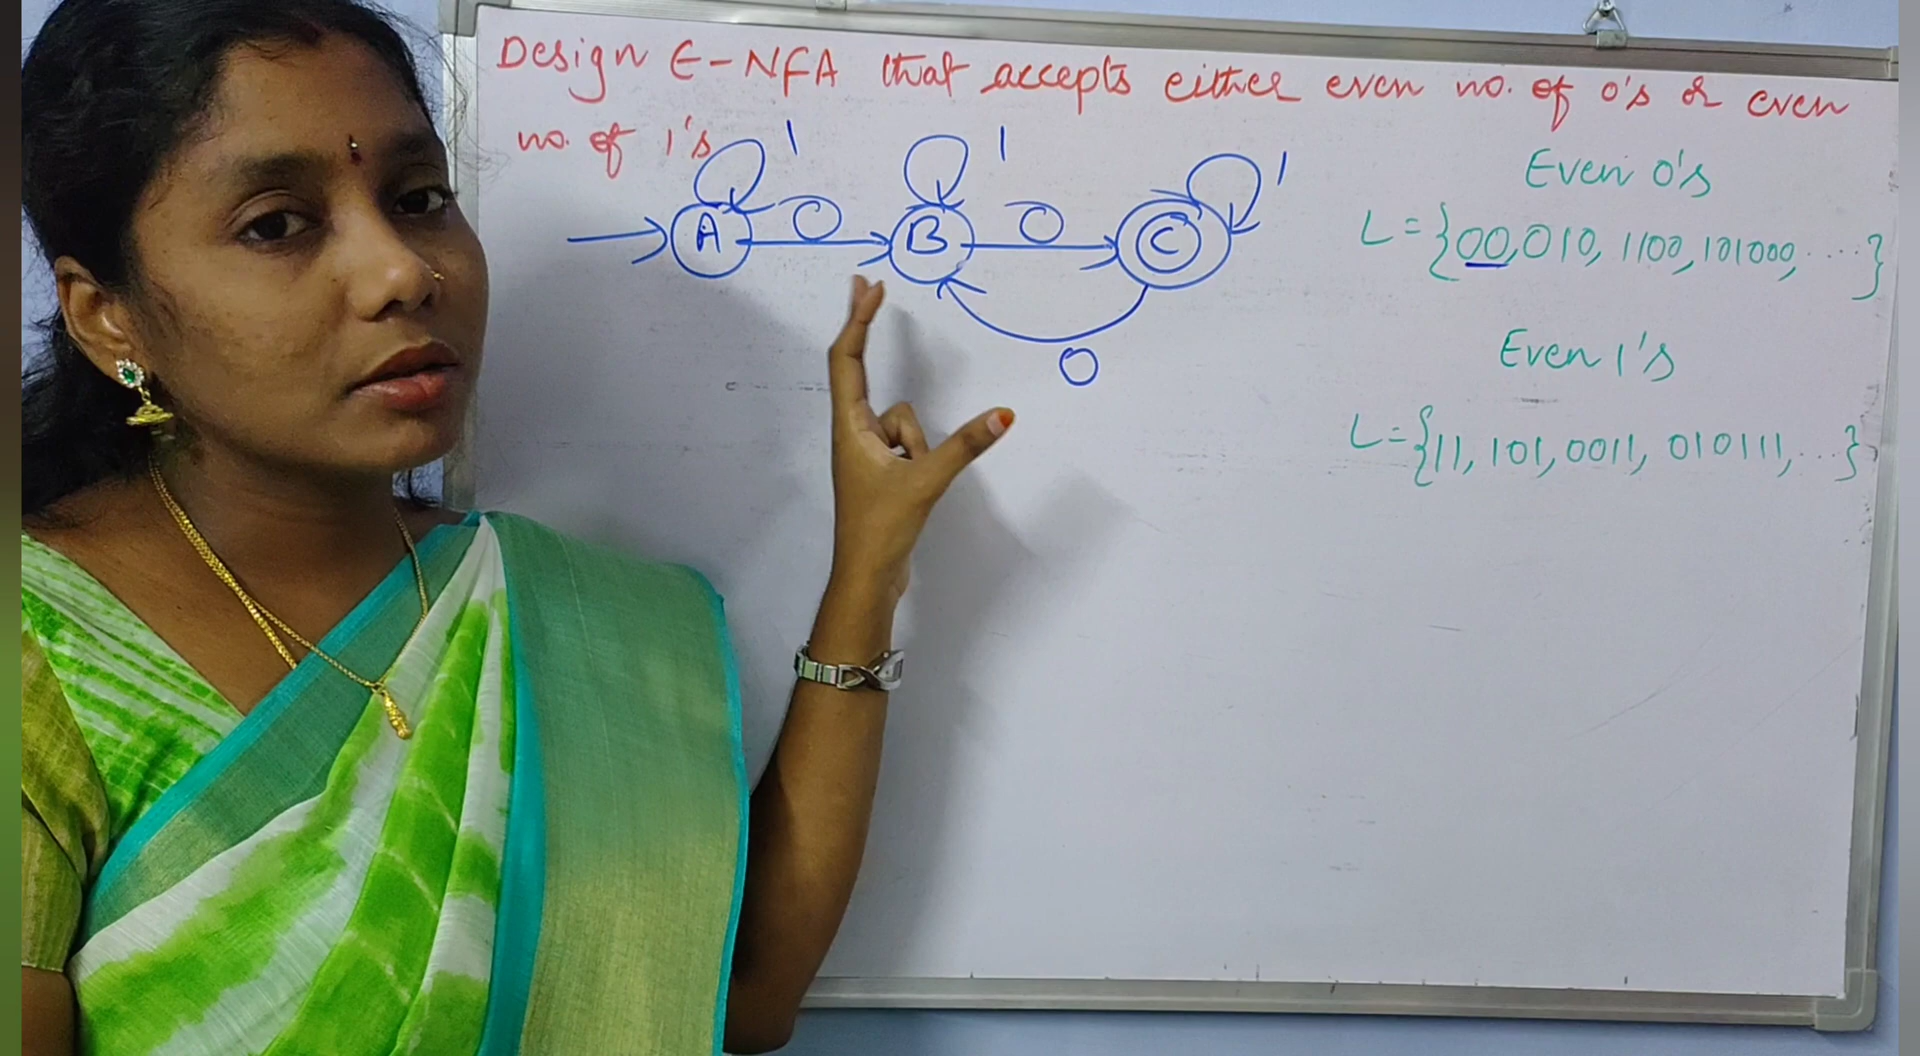 Design ε-NFA that accepts either even no. of 0's or even
no. of 1's
1 1 1
A 0 B 0 C
0
Even 0's
L={00,010, 1100,101000,....}
Even 1's
L={11, 101,0011, 010111,...}